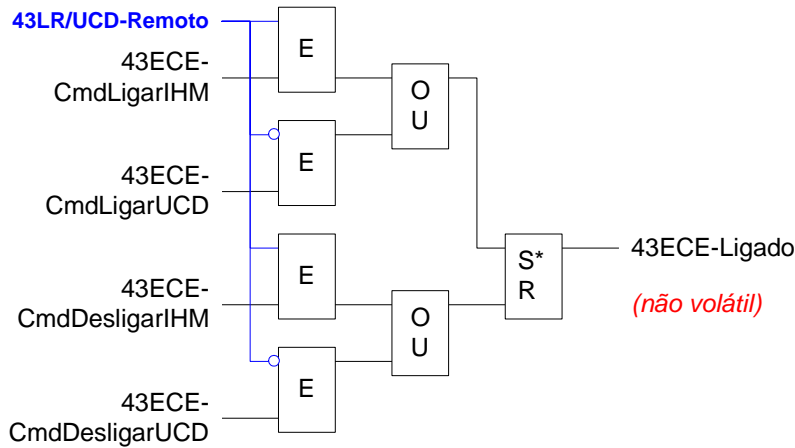 43LR/UCD-Remoto
43ECE-
CmdLigarIHM
E
O
U
43ECE-
CmdLigarUCD
E
43ECE-
CmdDesligarIHM
E
S*
R
43ECE-Ligado
(não volátil)
O
U
43ECE-
CmdDesligarUCD
E